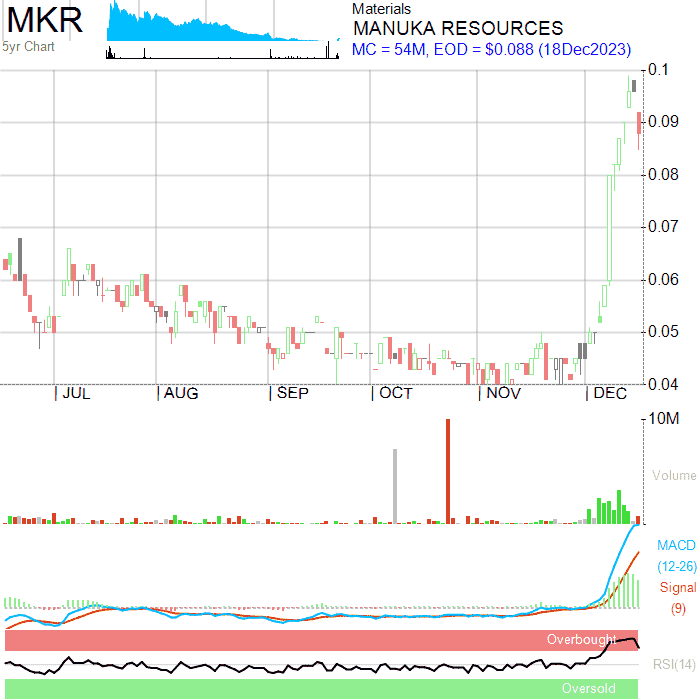 MKR
5yr Chart
Materials
MANUKA RESOURCES
MC = 54M, EOD = $0.088 (18Dec2023)
0.1
0.09
0.08
0.07
0.06
0.05
0.04
JUL AUG SEP OCT NOV DEC
10M
Volume
MACD
(12-26)
Signal
(9)
Overbought
RSI(14)
Oversold